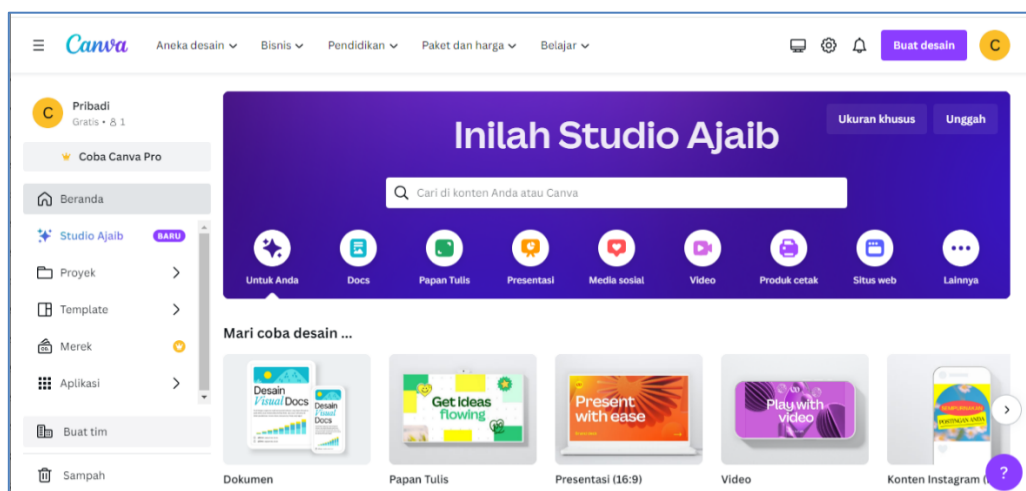 Canva
Aneka desain
Bisnis
Pendidikan
Paket dan harga
Belajar
Buat desain
C
C
Pribadi
Gratis • 1
Coba Canva Pro
Beranda
Studio Ajaib BARU
Proyek
Template
Merek
Aplikasi
Buat tim
Sampah
Inilah Studio Ajaib
Ukuran khusus
Unggah
Cari di konten Anda atau Canva
Untuk Anda
Docs
Papan Tulis
Presentasi
Media sosial
Video
Produk cetak
Situs web
Lainnya
Mari coba desain ...
Desain
Visual Docs
Desain
Visual
Docs
Get ideas
flowing
Present
with ease
Play with
video
SEMPURNAKAN
POSTINGAN ANDA
Dokumen
Papan Tulis
Presentasi (16:9)
Video
Konten Instagram (
?